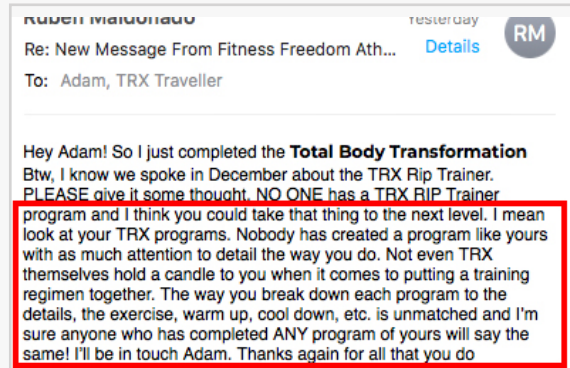 Ruben Maldonado
Yesterday
RM
Re: New Message From Fitness Freedom Ath...
Details
To: Adam, TRX Traveller
Hey Adam! So I just completed the Total Body Transformation
Btw, I know we spoke in December about the TRX Rip Trainer.
PLEASE give it some thought. NO ONE has a TRX RIP Trainer
program and I think you could take that thing to the next level. I mean
look at your TRX programs. Nobody has created a program like yours
with as much attention to detail the way you do. Not even TRX
themselves hold a candle to you when it comes to putting a training
regimen together. The way you break down each program to the
details, the exercise, warm up, cool down, etc. is unmatched and I'm
sure anyone who has completed ANY program of yours will say the
same! I'll be in touch Adam. Thanks again for all that you do